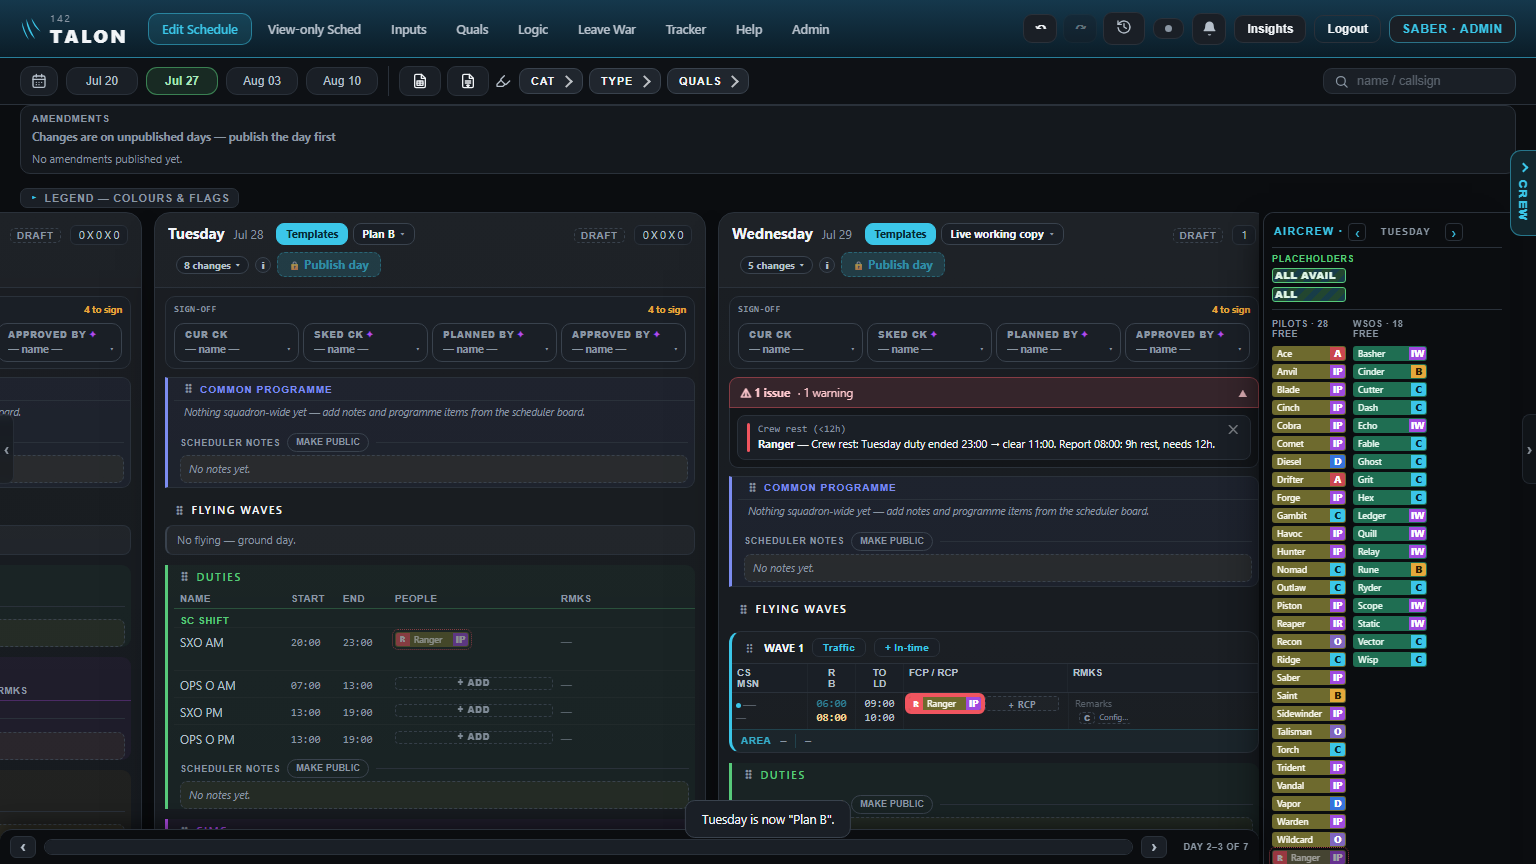 142
TALON
Edit Schedule
View-only Sched
Inputs
Quals
Logic
Leave War
Tracker
Help
Admin
Insights
Logout
SABER · ADMIN
Jul 20
Jul 27
Aug 03
Aug 10
CAT
TYPE
QUALS
name / callsign
AMENDMENTS
Changes are on unpublished days — publish the day first
No amendments published yet.
LEGEND — COLOURS & FLAGS
CREW
DRAFT
0X0X0
4 to sign
APPROVED BY
— name —
RMKS
Tuesday Jul 28
Templates
Plan B
DRAFT
0X0X0
8 changes
i
Publish day
SIGN-OFF
4 to sign
CUR CK
— name —
SKED CK
— name —
PLANNED BY
— name —
APPROVED BY
— name —
COMMON PROGRAMME
Nothing squadron-wide yet — add notes and programme items from the scheduler board.
SCHEDULER NOTES MAKE PUBLIC
No notes yet.
FLYING WAVES
No flying — ground day.
DUTIES
NAME START END PEOPLE RMKS
SC SHIFT
SXO AM 20:00 23:00 R Ranger IP —
OPS O AM 07:00 13:00 + ADD —
SXO PM 13:00 19:00 + ADD —
OPS O PM 13:00 19:00 + ADD —
SCHEDULER NOTES MAKE PUBLIC
No notes yet.
Wednesday Jul 29
Templates
Live working copy
DRAFT
1
5 changes
i
Publish day
SIGN-OFF
4 to sign
CUR CK
— name —
SKED CK
— name —
PLANNED BY
— name —
APPROVED BY
— name —
1 issue · 1 warning
Crew rest (<12h)
Ranger — Crew rest: Tuesday duty ended 23:00 → clear 11:00. Report 08:00: 9h rest, needs 12h.
COMMON PROGRAMME
Nothing squadron-wide yet — add notes and programme items from the scheduler board.
SCHEDULER NOTES MAKE PUBLIC
No notes yet.
FLYING WAVES
WAVE 1 Traffic + In-time
CS R TO FCP / RCP RMKS
MSN B LD
— 06:00 09:00 R Ranger IP + RCP Remarks
— 08:00 10:00 C Config...
AREA – –
DUTIES
MAKE PUBLIC
Tuesday is now "Plan B".
DAY 2–3 OF 7
AIRCREW ·
TUESDAY
PLACEHOLDERS
ALL AVAIL
ALL
PILOTS · 28 FREE
Ace A
Anvil IP
Blade IP
Cinch IP
Cobra IP
Comet IP
Diesel D
Drifter A
Forge IP
Gambit C
Havoc IP
Hunter IP
Nomad C
Outlaw C
Piston IP
Reaper IR
Recon O
Ridge C
Saber IP
Saint B
Sidewinder IP
Talisman O
Torch C
Trident IP
Vandal IP
Vapor D
Warden IP
Wildcard O
R Ranger IP
WSOS · 18 FREE
Basher IW
Cinder B
Cutter C
Dash C
Echo IW
Fable C
Ghost C
Grit C
Hex C
Ledger IW
Quill IW
Relay IW
Rune B
Ryder C
Scope IW
Static IW
Vector C
Wisp C